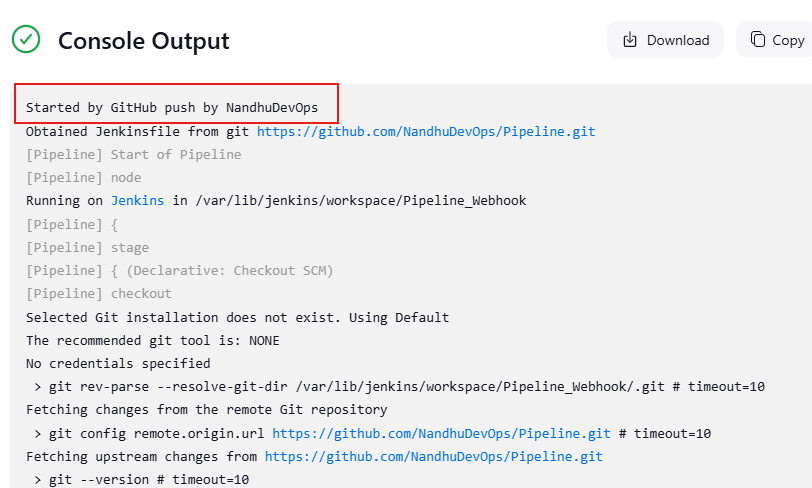 Console Output
Download
Copy
Started by GitHub push by NandhuDevOps
Obtained Jenkinsfile from git https://github.com/NandhuDevOps/Pipeline.git
[Pipeline] Start of Pipeline
[Pipeline] node
Running on Jenkins in /var/lib/jenkins/workspace/Pipeline_Webhook
[Pipeline] {
[Pipeline] stage
[Pipeline] { (Declarative: Checkout SCM)
[Pipeline] checkout
Selected Git installation does not exist. Using Default
The recommended git tool is: NONE
No credentials specified
> git rev-parse --resolve-git-dir /var/lib/jenkins/workspace/Pipeline_Webhook/.git # timeout=10
Fetching changes from the remote Git repository
> git config remote.origin.url https://github.com/NandhuDevOps/Pipeline.git # timeout=10
Fetching upstream changes from https://github.com/NandhuDevOps/Pipeline.git
> git --version # timeout=10